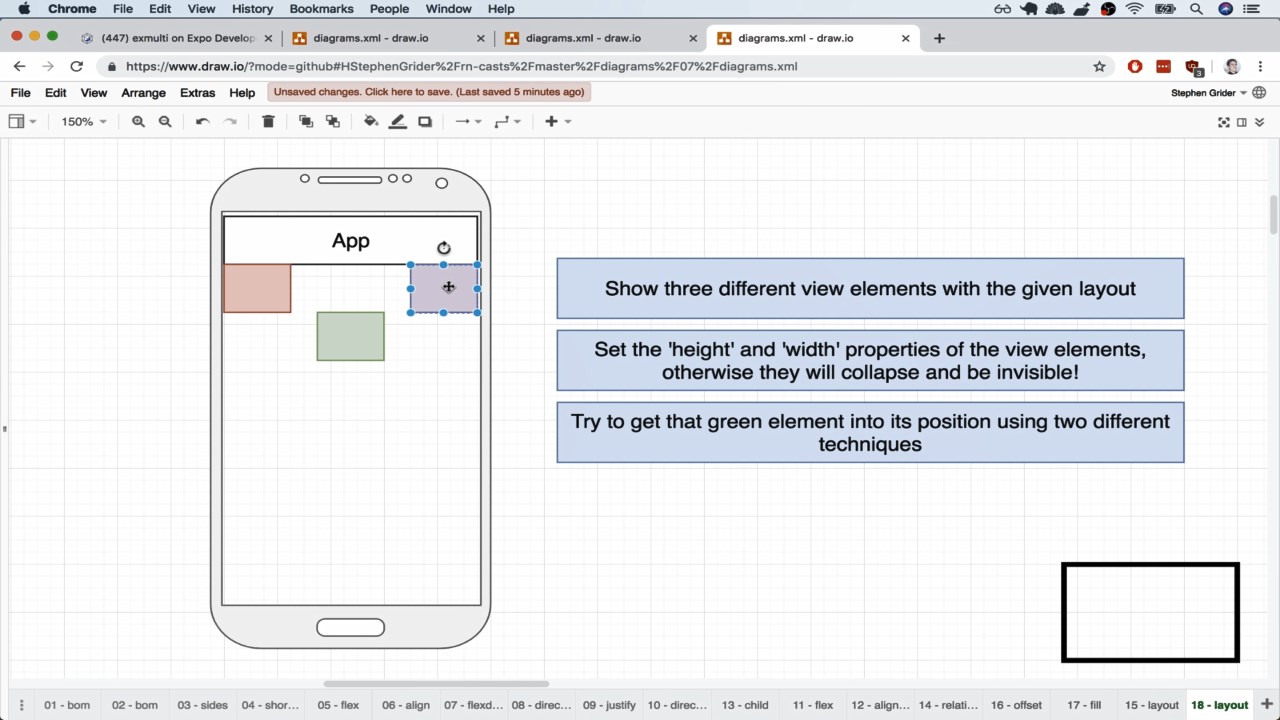 Chrome File Edit View History Bookmarks People Window Help
(447) exmulti on Expo Develop
diagrams.xml - draw.io
diagrams.xml - draw.io
diagrams.xml - draw.io
https://www.draw.io/?mode=github#HStephenGrider%2Frn-casts%2Fmaster%2Fdiagrams%2F07%2Fdiagrams.xml
3
File Edit View Arrange Extras Help
Unsaved changes. Click here to save. (Last saved 5 minutes ago)
Stephen Grider
150%
App
Show three different view elements with the given layout
Set the 'height' and 'width' properties of the view elements,
otherwise they will collapse and be invisible!
Try to get that green element into its position using two different
techniques
01 - bom
02 - bom
03 - sides
04 - shor...
05 - flex
06 - align
07 - flexd...
08 - direc...
09 - justify
10 - direc...
13 - child
11 - flex
12 - align...
14 - relati...
16 - offset
17 - fill
15 - layout
18 - layout